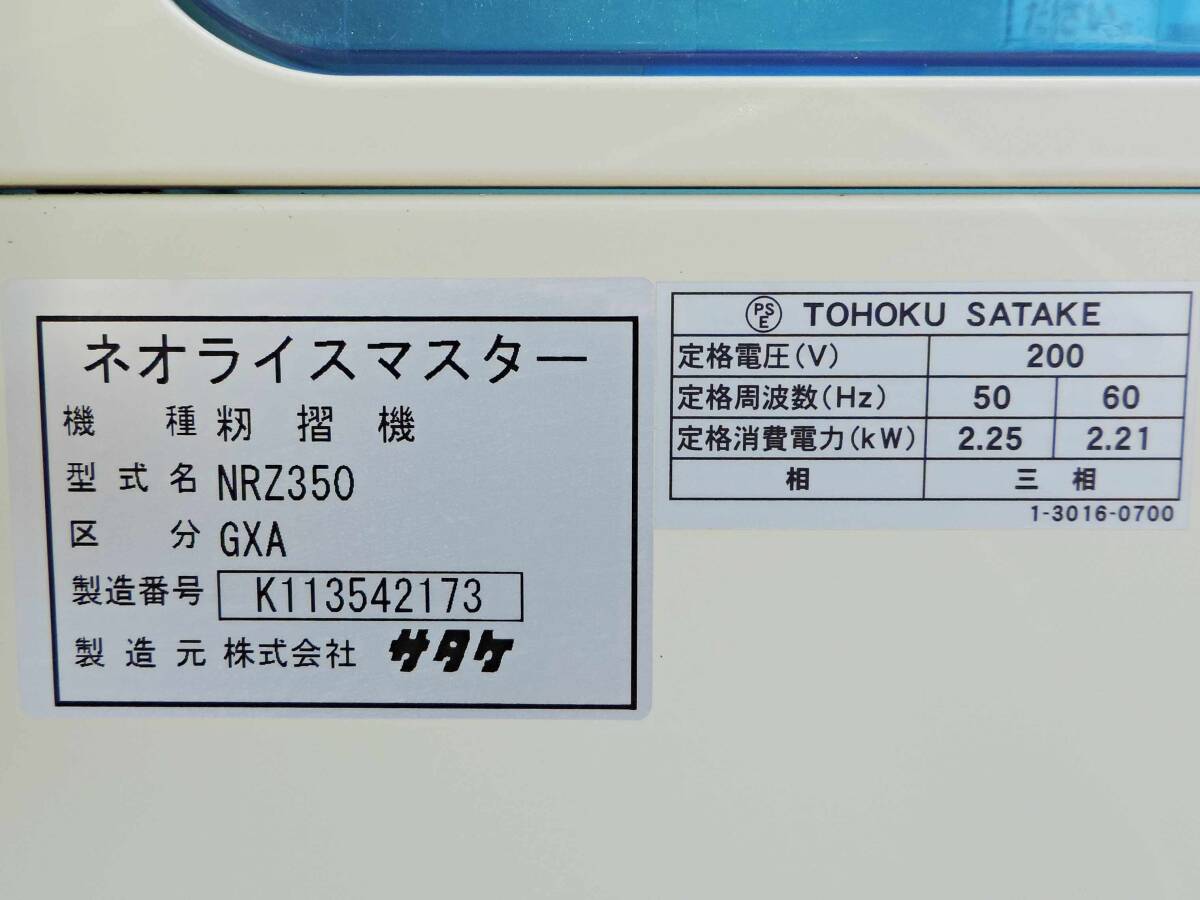 ネオライスマスター
機種 籾摺機
型式名 NRZ350
区分 GXA
製造番号 K113542173
製造元 株式会社 サタケ
PSE TOHOKU SATAKE
定格電圧(V) 200
定格周波数(Hz) 50 60
定格消費電力(kW) 2.25 2.21
相 三相
1-3016-0700